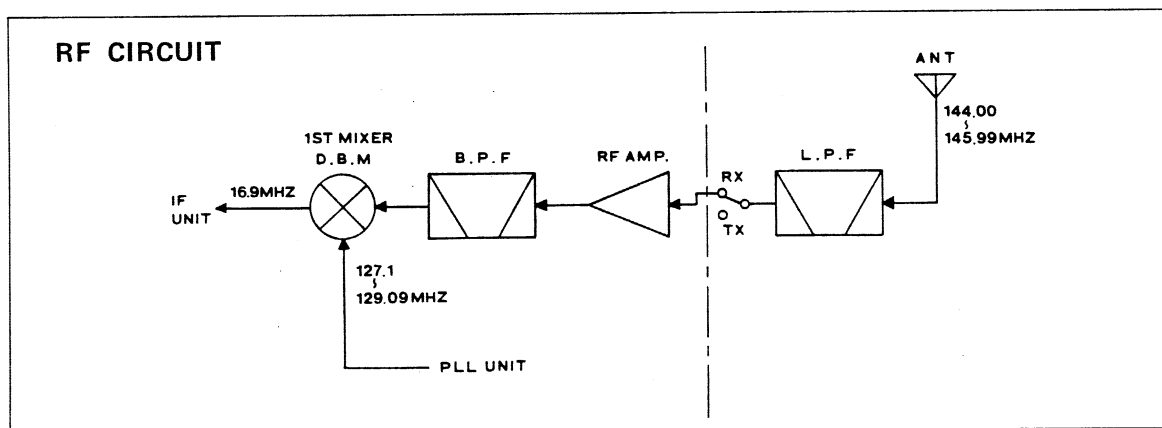 RF CIRCUIT
ANT
144.00
~
145.99MHZ
1ST MIXER
D.B.M
B.P.F
RF AMP.
L.P.F
RX
TX
16.9MHZ
IF
UNIT
127.1
~
129.09MHZ
PLL UNIT